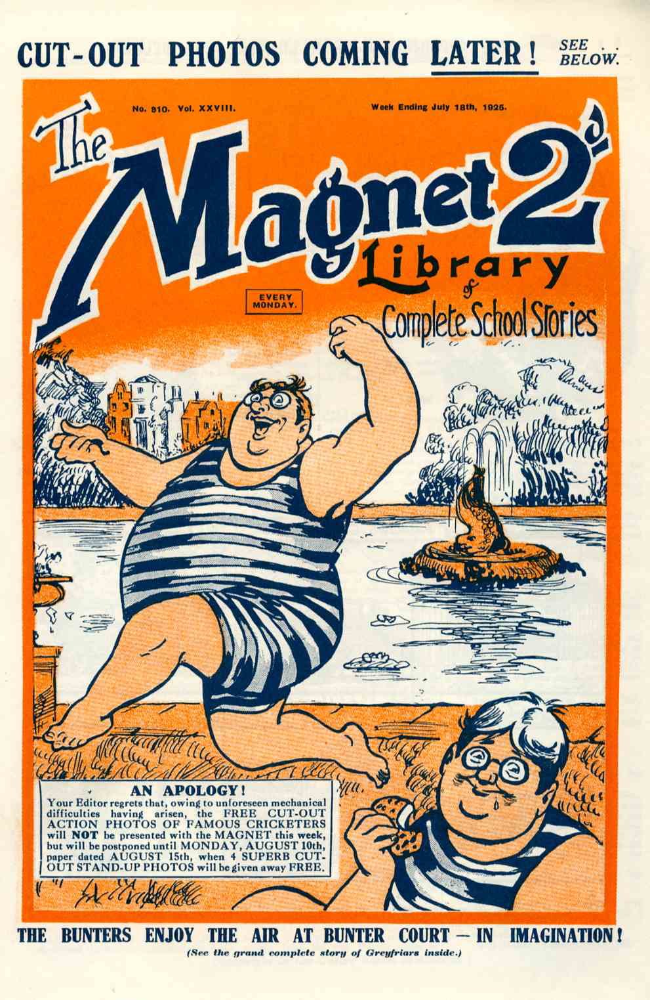 CUT-OUT PHOTOS COMING LATER!
SEE . .
BELOW.
No. 910. Vol. XXVIII.
Week Ending July 18th, 1925.
The
Magnet 2d
Library
of
Complete School Stories
EVERY
MONDAY.
AN APOLOGY!
Your Editor regrets that, owing to unforeseen mechanical
difficulties having arisen, the FREE CUT-OUT
ACTION PHOTOS OF FAMOUS CRICKETERS
will NOT be presented with the MAGNET this week,
but will be postponed until MONDAY, AUGUST 10th,
paper dated AUGUST 15th, when 4 SUPERB CUT-
OUT STAND-UP PHOTOS will be given away FREE.
THE BUNTERS ENJOY THE AIR AT BUNTER COURT — IN IMAGINATION!
(See the grand complete story of Greyfriars inside.)